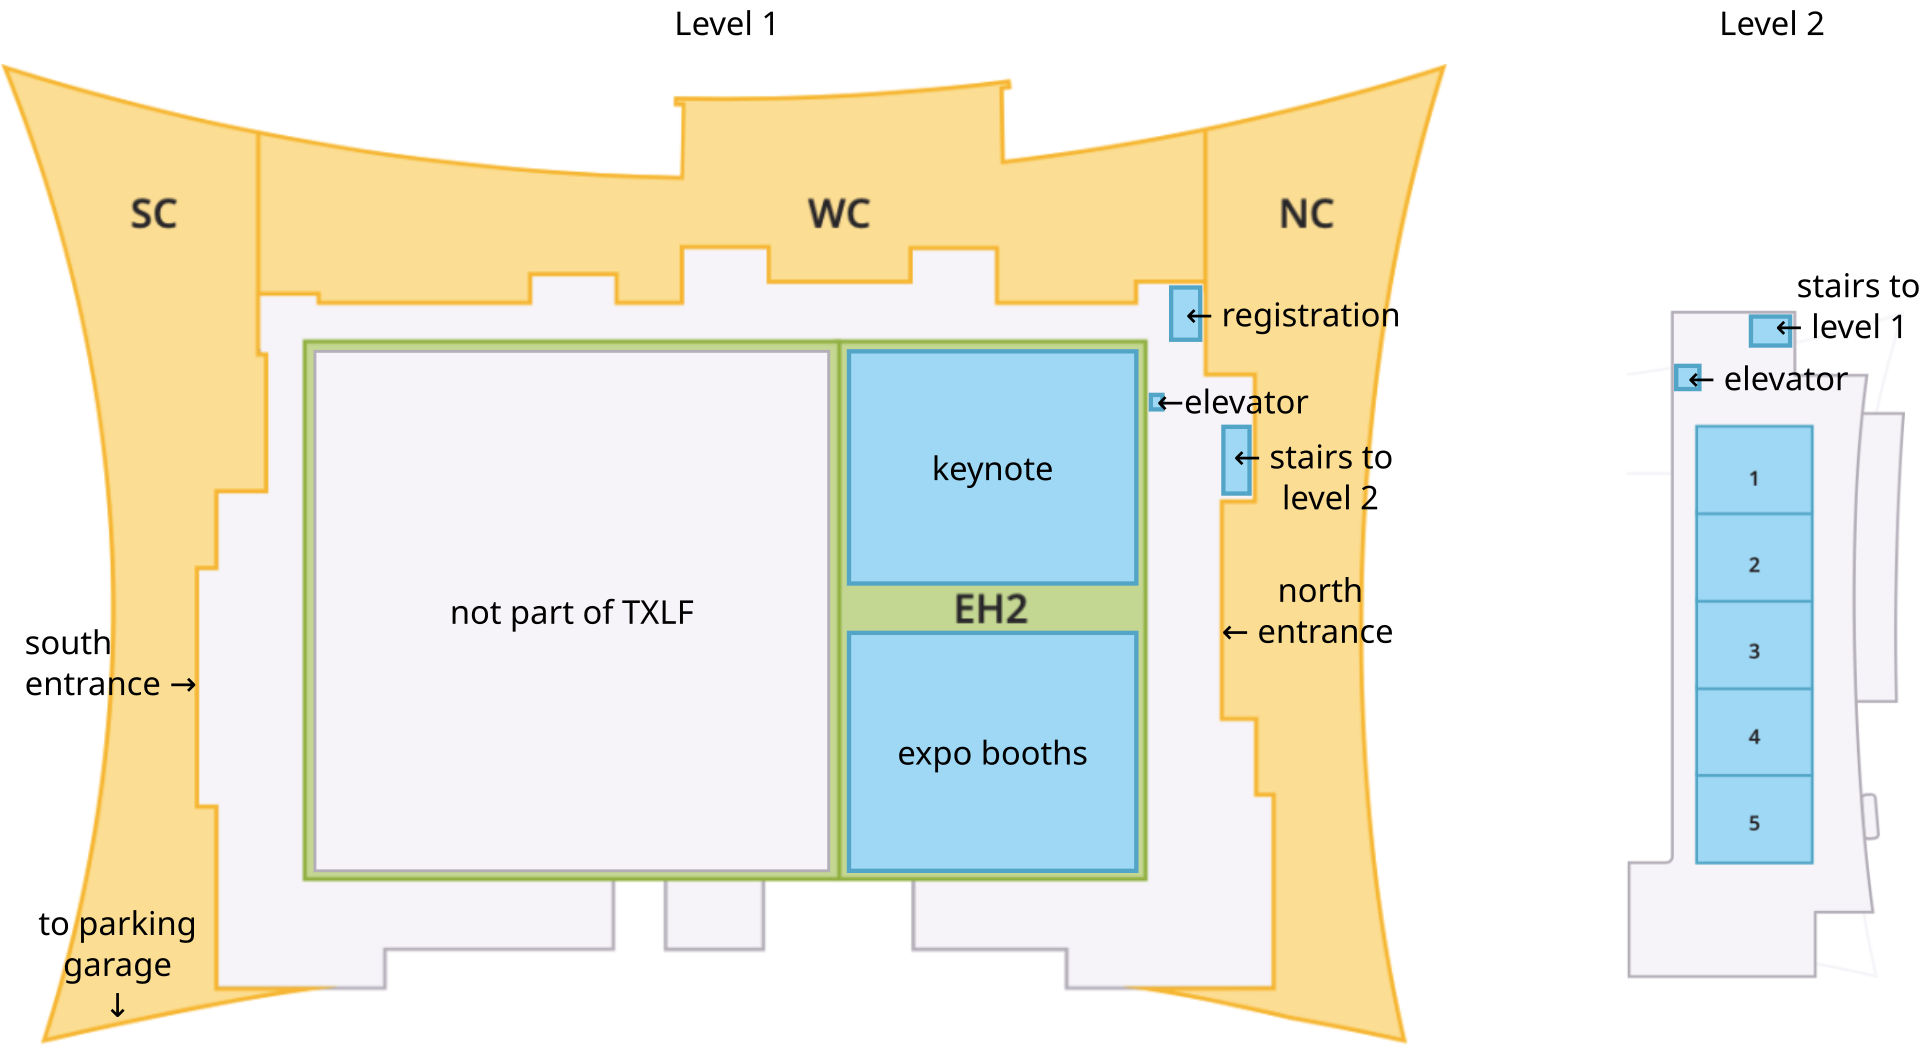 Level 1
Level 2
SC
WC
NC
← registration
←elevator
keynote
← stairs to
level 2
EH2
not part of TXLF
north
← entrance
south
entrance →
expo booths
to parking
garage
↓
stairs to
← level 1
← elevator
1
2
3
4
5